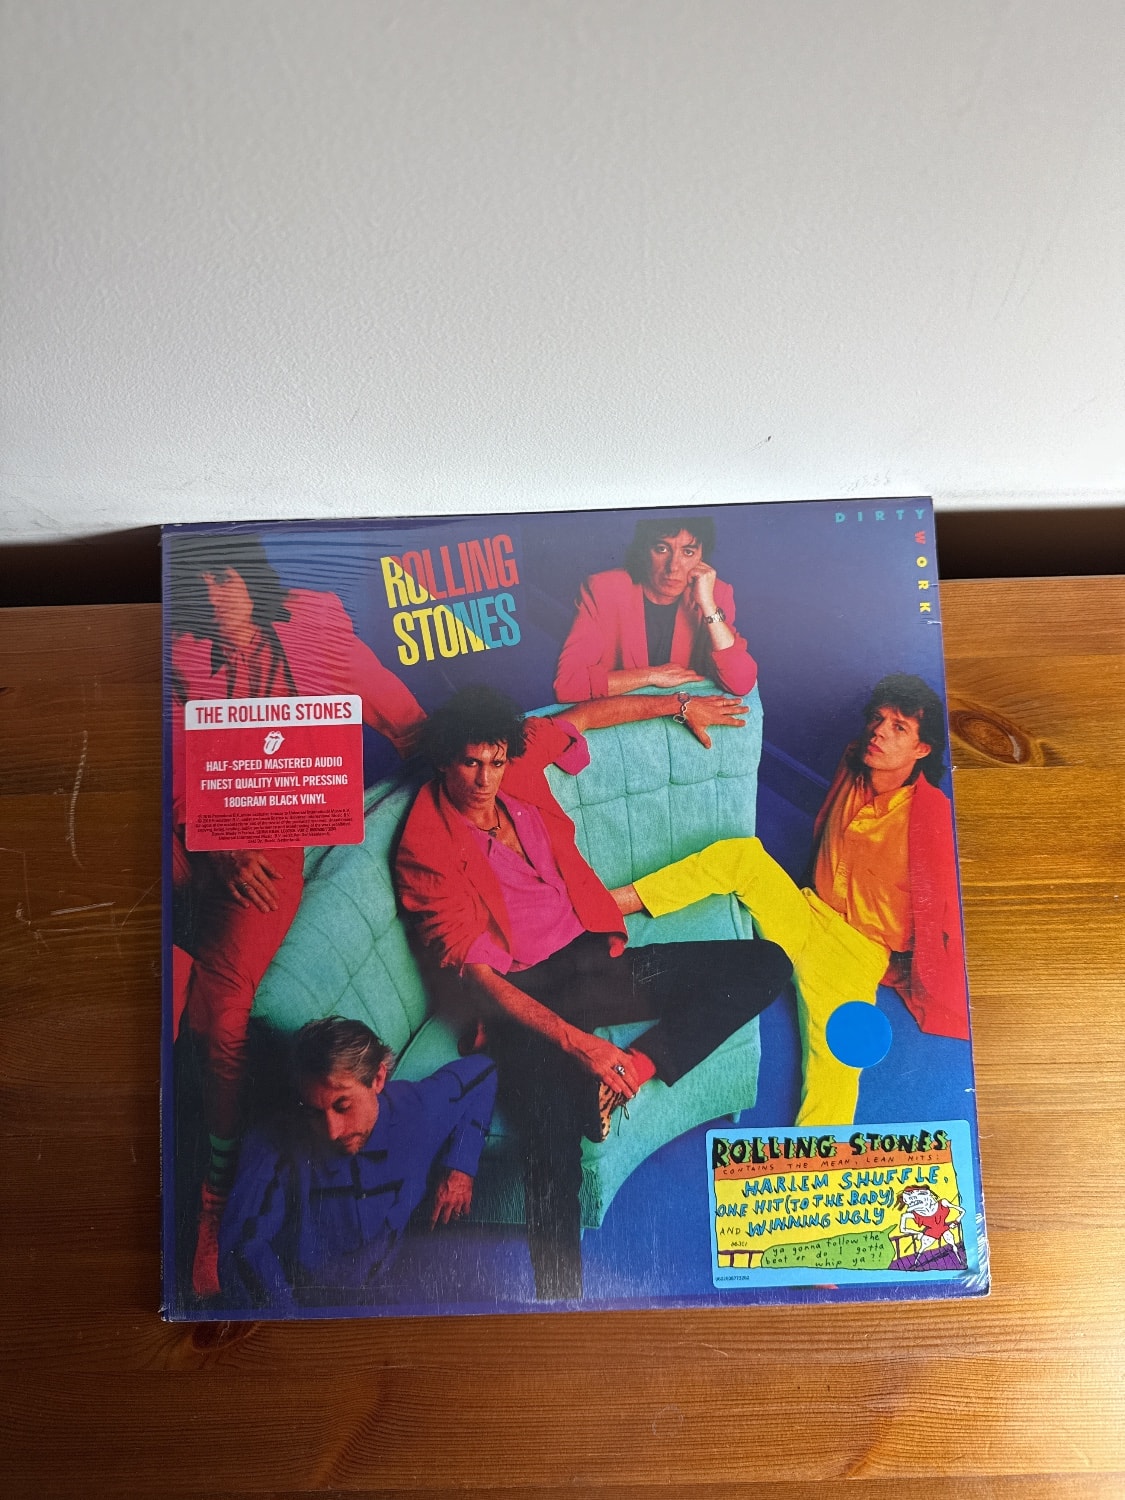 ROLLING
STONES
DIRTY
WORK
THE ROLLING STONES
HALF-SPEED MASTERED AUDIO
FINEST QUALITY VINYL PRESSING
180GRAM BLACK VINYL
ROLLING STONES
CONTAINS THE MEAN, LEAN HITS:
HARLEM SHUFFLE,
ONE HIT (TO THE BODY)
AND WINNING UGLY
ya gonna follow the
beat or do I gotta
whip ya?!